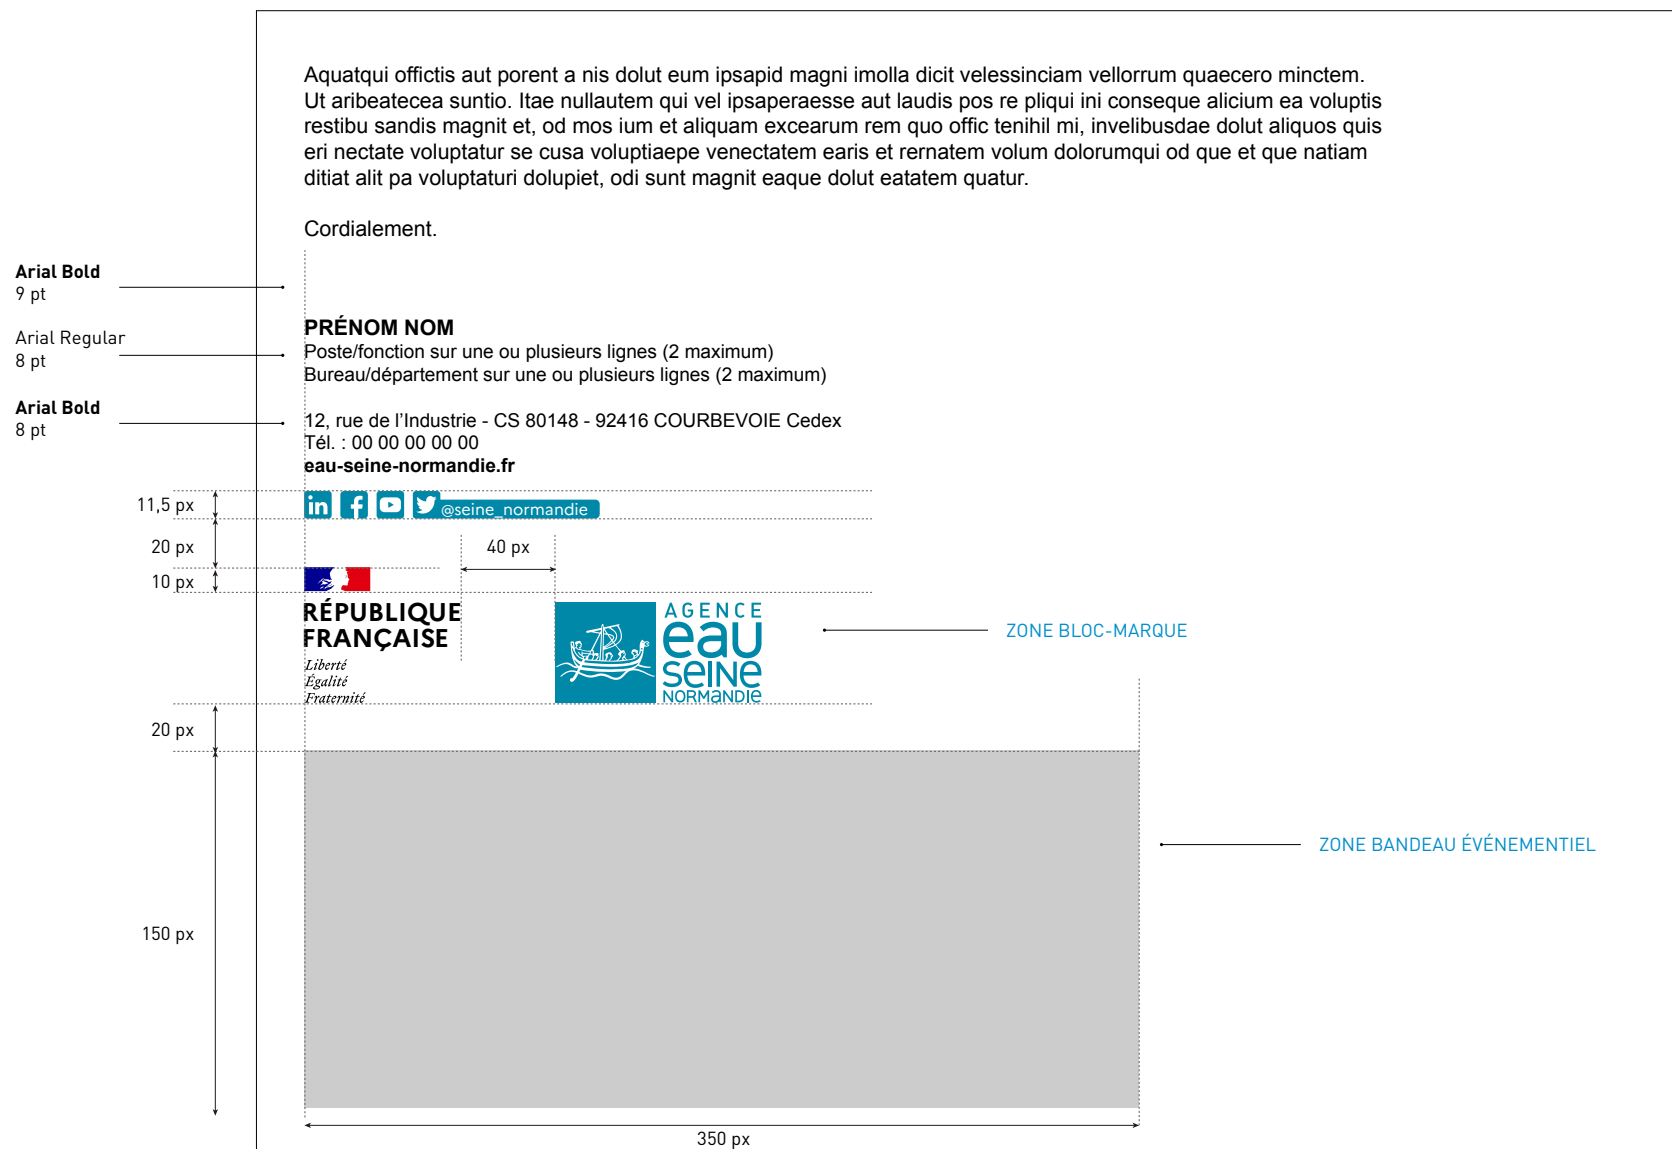 Aquatqui offictis aut porent a nis dolut eum ipsapid magni imolla dicit velessinciam vellorrum quaecero minctem.
Ut aribeatecea suntio. Itae nullautem qui vel ipsaperaesse aut laudis pos re pliqui ini conseque alicium ea voluptis
restibu sandis magnit et, od mos ium et aliquam excearum rem quo offic tenihil mi, invelibusdae dolut aliquos quis
eri nectate voluptatur se cusa voluptiaepe venectatem earis et rernatem volum dolorumqui od que et que natiam
ditiat alit pa voluptaturi dolupiet, odi sunt magnit eaque dolut eatatem quatur.
Cordialement.
Arial Bold
9 pt
Arial Regular
8 pt
Arial Bold
8 pt
PRÉNOM NOM
Poste/fonction sur une ou plusieurs lignes (2 maximum)
Bureau/département sur une ou plusieurs lignes (2 maximum)
12, rue de l’Industrie - CS 80148 - 92416 COURBEVOIE Cedex
Tél. : 00 00 00 00 00
eau-seine-normandie.fr
11,5 px
in f @seine_normandie
20 px
40 px
10 px
RÉPUBLIQUE
FRANÇAISE
Liberté
Égalité
Fraternité
AGENCE
eau
SEINE
NORMANDIE
ZONE BLOC-MARQUE
20 px
150 px
ZONE BANDEAU ÉVÉNEMENTIEL
350 px